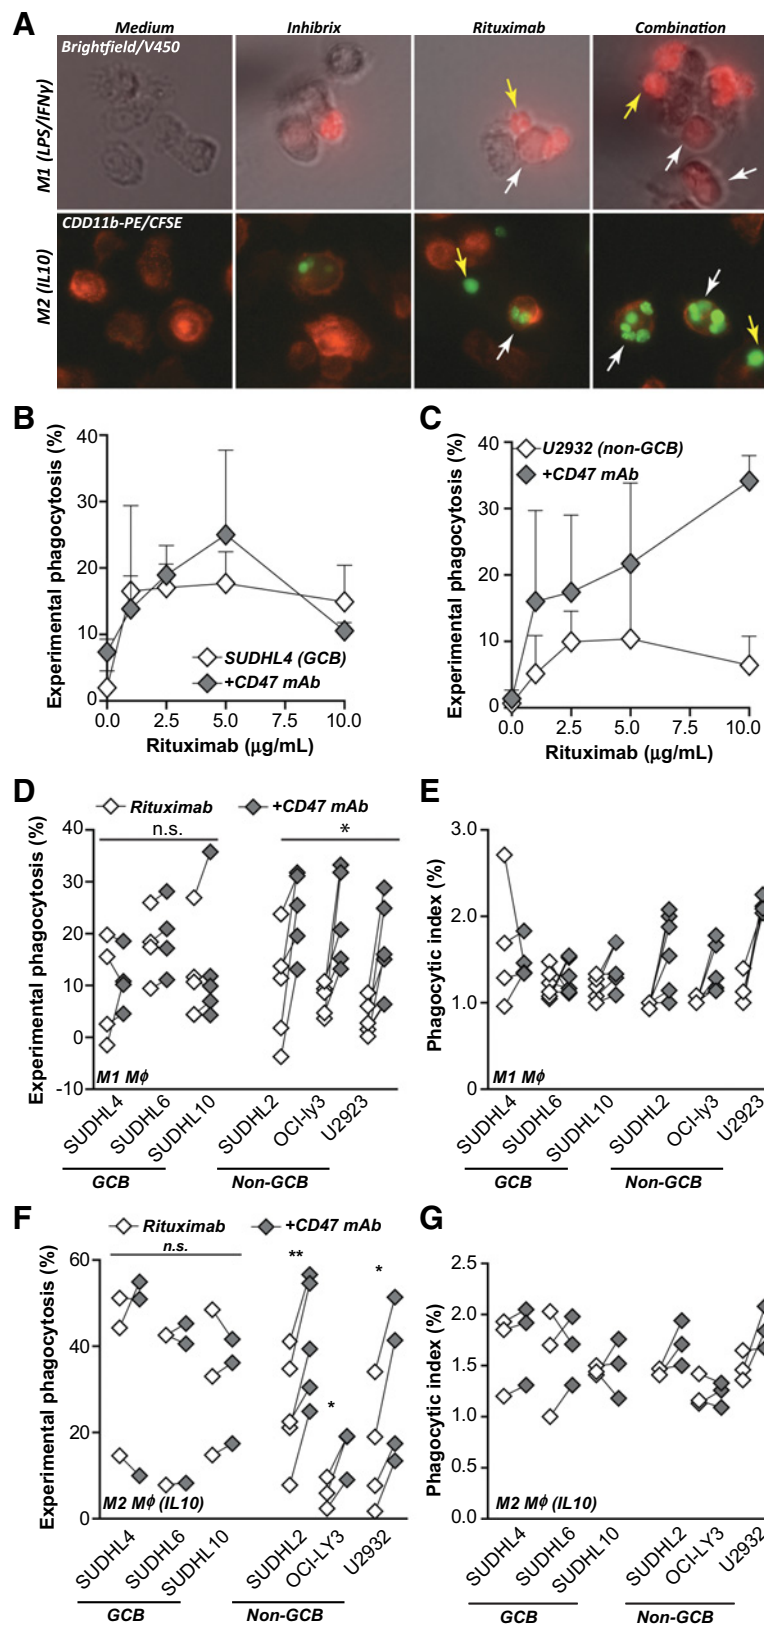 A
Medium Inhibrix Rituximab Combination
Brightfield/V450
M1 (LPS/IFNγ)
CDD11b-PE/CFSE
M2 (IL10)
B
Experimental phagocytosis (%)
40
30
20
10
0
SUDHL4 (GCB)
+CD47 mAb
0.0 2.5 5.0 7.5 10.0
Rituximab (μg/mL)
C
Experimental phagocytosis (%)
40
30
20
10
0
U2932 (non-GCB)
+CD47 mAb
0.0 2.5 5.0 7.5 10.0
Rituximab (μg/mL)
D
Rituximab +CD47 mAb
Experimental phagocytosis (%)
40
30
20
10
0
-10
n.s. *
M1 Mϕ
SUDHL4 SUDHL6 SUDHL10 SUDHL2 OCI-ly3 U2923
GCB Non-GCB
E
Phagocytic index (%)
3.0
2.0
1.0
0
M1 Mϕ
SUDHL4 SUDHL6 SUDHL10 SUDHL2 OCI-ly3 U2923
GCB Non-GCB
F
Rituximab +CD47 mAb
Experimental phagocytosis (%)
60
40
20
0
n.s. ** * *
M2 Mϕ (IL10)
SUDHL4 SUDHL6 SUDHL10 SUDHL2 OCI-LY3 U2932
GCB Non-GCB
G
Phagocytic index (%)
2.5
2.0
1.5
1.0
0.5
0.0
M2 Mϕ (IL10)
SUDHL4 SUDHL6 SUDHL10 SUDHL2 OCI-LY3 U2932
GCB Non-GCB